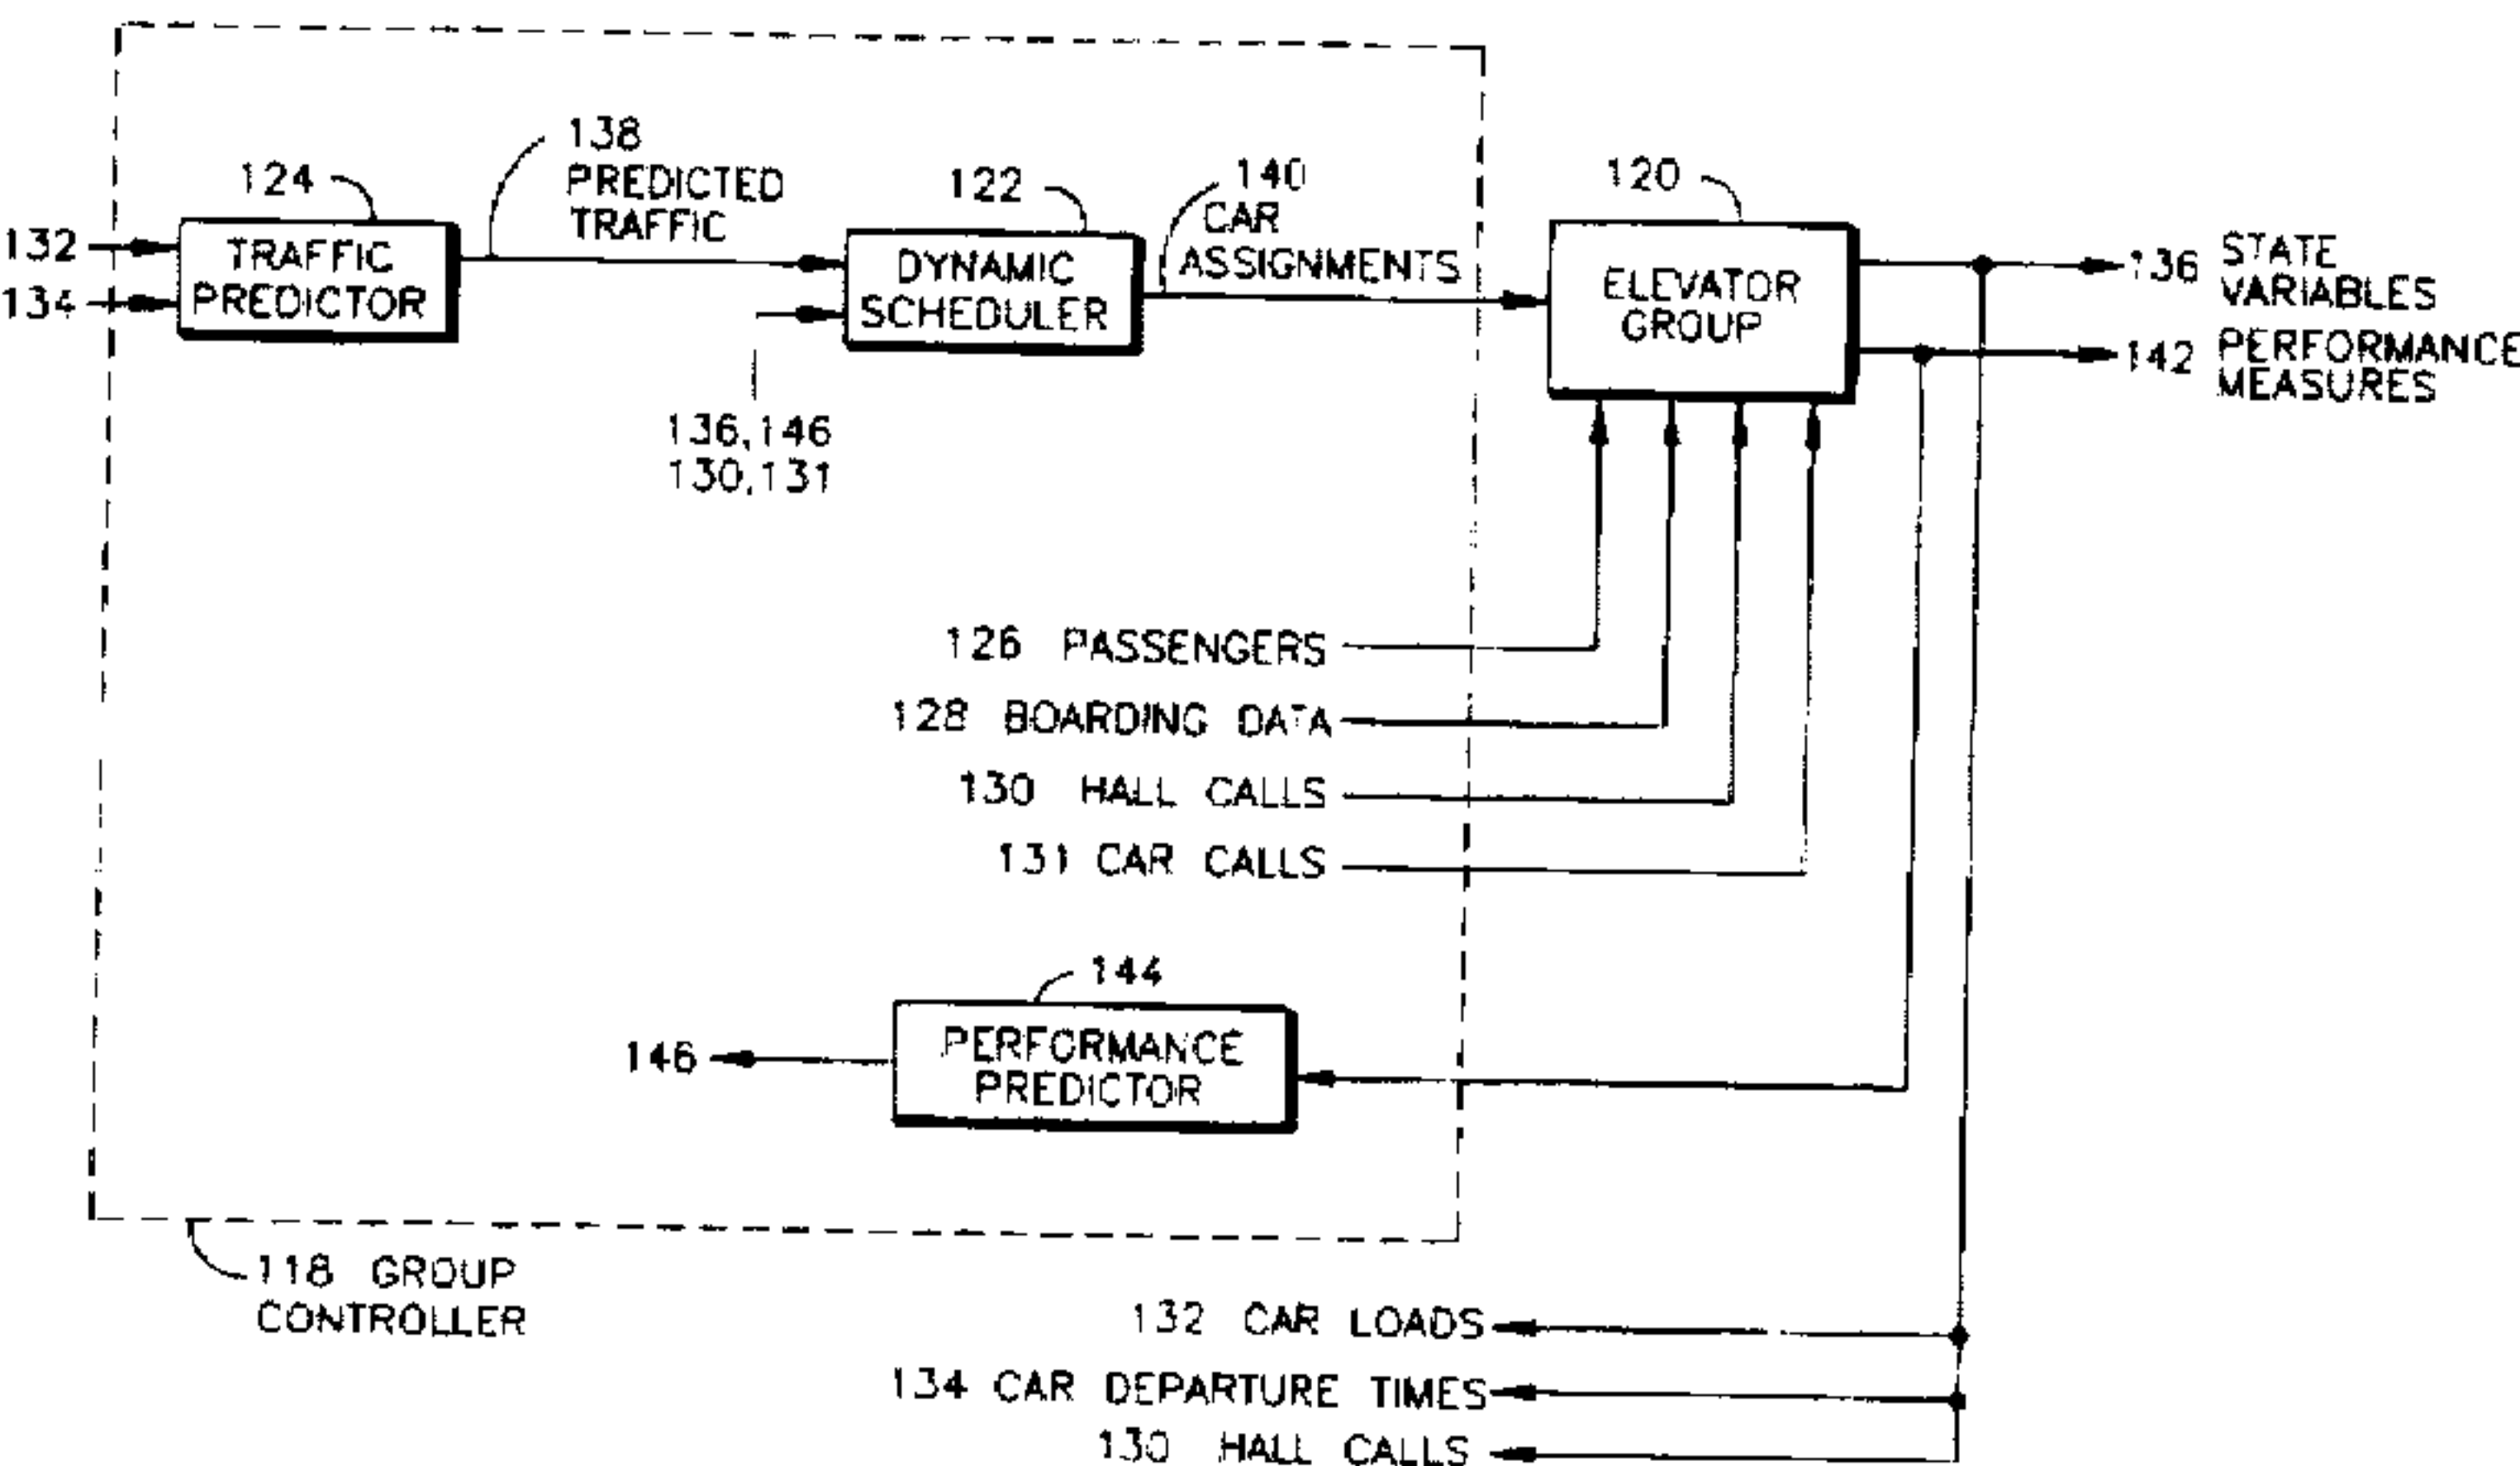 138
PREDICTED
TRAFFIC
124
122
140
CAR
ASSIGNMENTS
120
132
134
TRAFFIC
PREDICTOR
DYNAMIC
SCHEDULER
ELEVATOR
GROUP
136 STATE
VARIABLES
142 PERFORMANCE
MEASURES
136,146
130,131
126 PASSENGERS
128 BOARDING DATA
130 HALL CALLS
131 CAR CALLS
144
PERFORMANCE
PREDICTOR
146
118 GROUP
CONTROLLER
132 CAR LOADS
134 CAR DEPARTURE TIMES
130 HALL CALLS